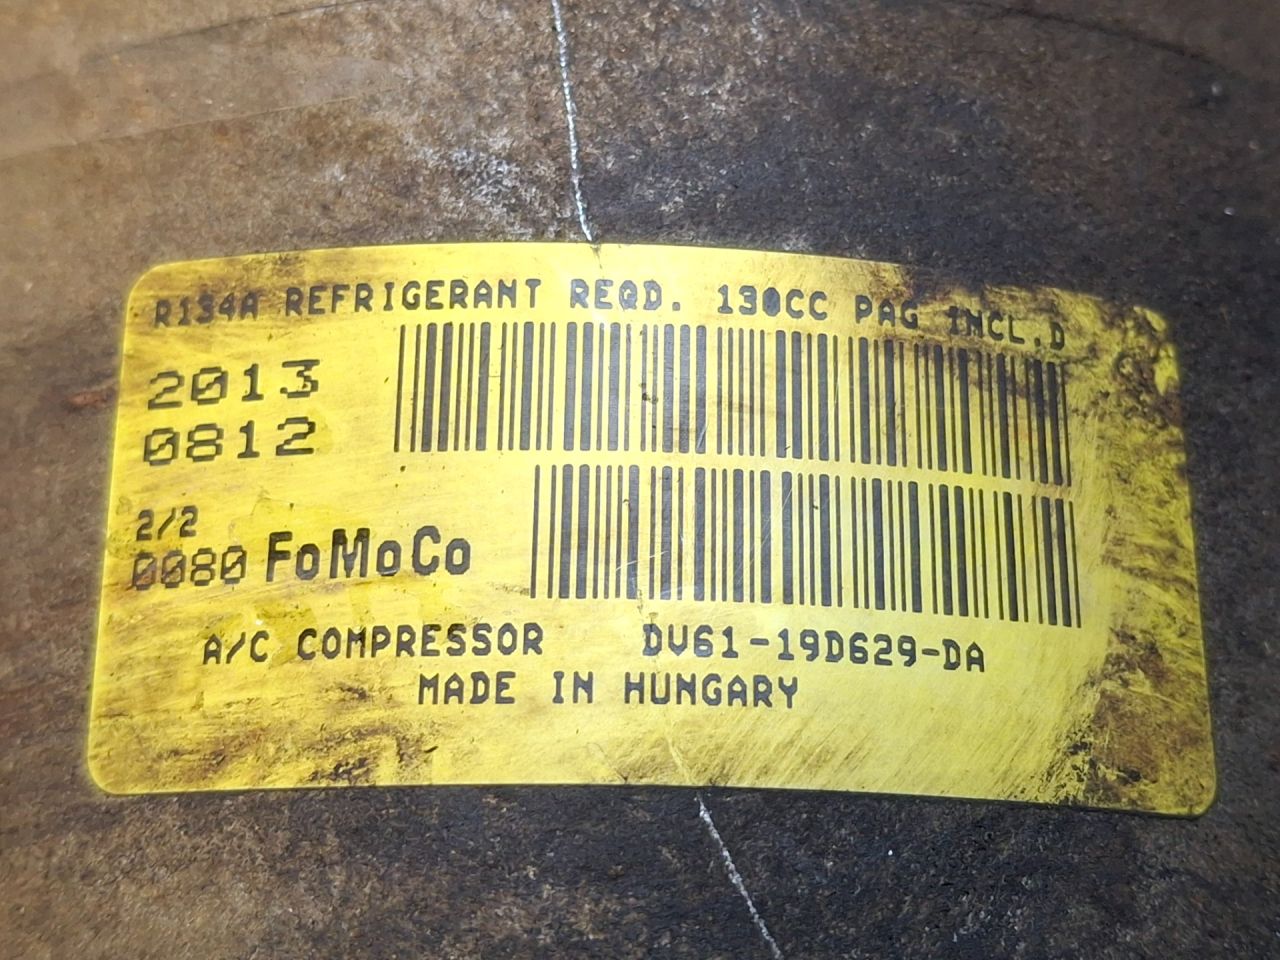 R134A REFRIGERANT REQD. 130CC PAG INCL.D
2013
0812
2/2
0080 FoMoCo
A/C COMPRESSOR DV61-19D629-DA
MADE IN HUNGARY